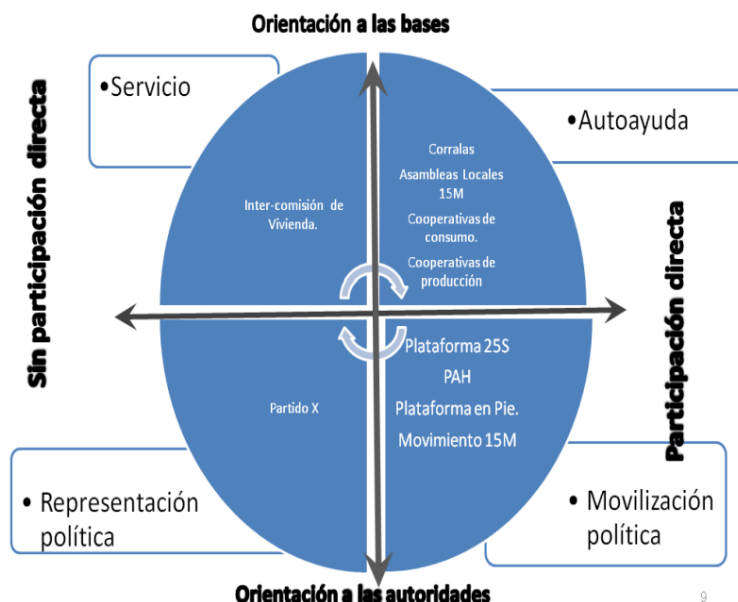 Orientación a las bases
•Servicio
•Autoayuda
Sin participación directa
Participación directa
Inter-comisión de
Vivienda.
Corralas
Asambleas Locales
15M
Cooperativas de
consumo.
Cooperativas de
producción
Partido X
Plataforma 25S
PAH
Plataforma en Pie.
Movimiento 15M
• Representación
política
• Movilización
política
Orientación a las autoridades
9